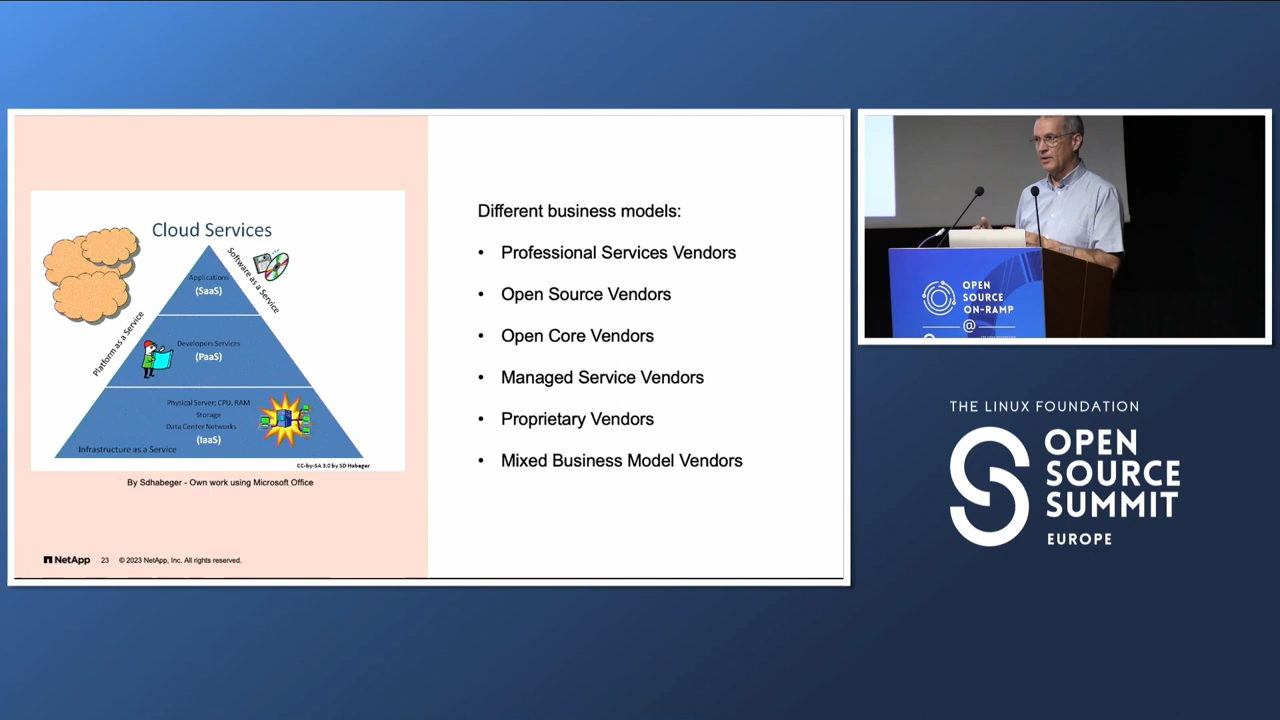 Cloud Services
Software as a Service
Applications
(SaaS)
Platform as a Service
Developers Services
(PaaS)
Physical Server; CPU, RAM
Storage
Data Center Networks
(IaaS)
Infrastructure as a Service
CC-by-SA 3.0 by SD Habeger
By Sdhabeger - Own work using Microsoft Office
NetApp 23 © 2023 NetApp, Inc. All rights reserved.
Different business models:
• Professional Services Vendors
• Open Source Vendors
• Open Core Vendors
• Managed Service Vendors
• Proprietary Vendors
• Mixed Business Model Vendors
OPEN
SOURCE
ON-RAMP
@
THE LINUX FOUNDATION
OPEN
SOURCE
SUMMIT
EUROPE